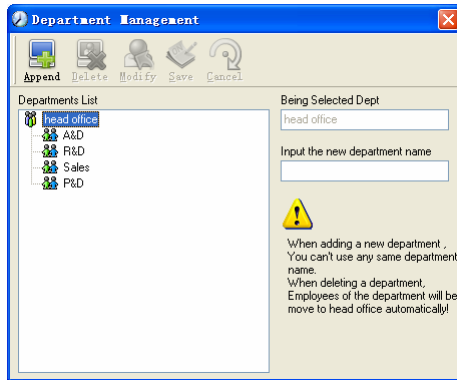 Department Management
Append Delete Modify Save Cancel
Departments List
head office
A&D
R&D
Sales
P&D
Being Selected Dept
head office
Input the new department name
When adding a new department ,
You can't use any same department
name.
When deleting a department,
Employees of the department will be
move to head office automatically!